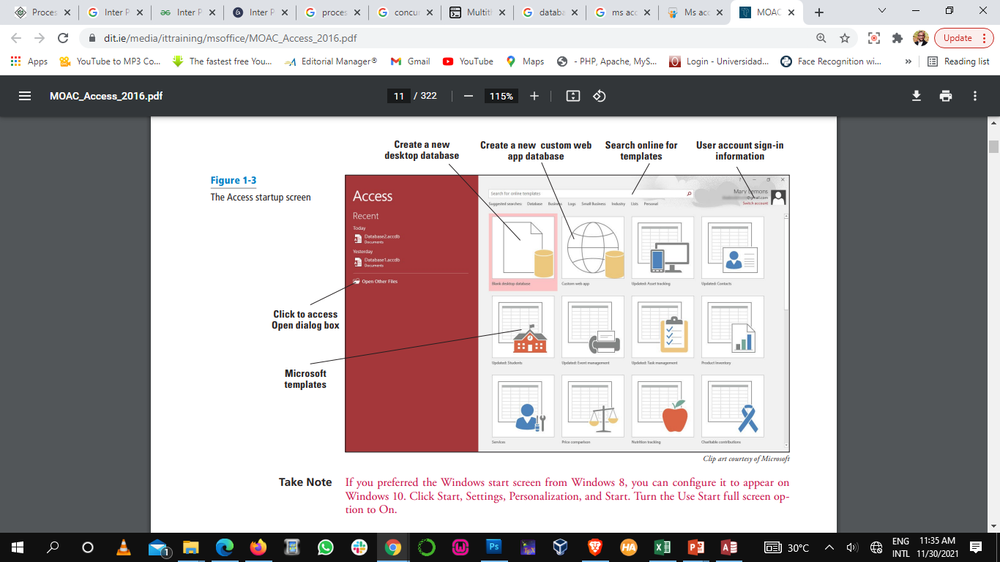 Proces
Inter P
Inter P
Inter P
proces
concur
Multit
databa
ms acc
Ms acc
MOAC
dit.ie/media/ittraining/msoffice/MOAC_Access_2016.pdf
Update
Apps
YouTube to MP3 Co...
The fastest free You...
Editorial Manager®
Gmail
YouTube
Maps
- PHP, Apache, MyS...
Login - Universidad...
Face Recognition wi...
»
Reading list
MOAC_Access_2016.pdf
11 / 322
115%
Create a new
desktop database
Create a new custom web
app database
Search online for
templates
User account sign-in
information
Figure 1-3
The Access startup screen
Access
Search for online templates
Mary Lemons
@gmail.com
Switch account
Suggested searches: Database Business Logs Small Business Industry Lists Personal
Recent
Today
Database2.accdb
Documents
Yesterday
Database1.accdb
Documents
Open Other Files
Blank desktop database
Custom web app
Updated: Asset tracking
Updated: Contacts
Click to access
Open dialog box
Updated: Students
Updated: Event management
Updated: Task management
Product inventory
Microsoft
templates
Services
Price comparison
Nutrition tracking
Charitable contributions
Clip art courtesy of Microsoft
Take Note
If you preferred the Windows start screen from Windows 8, you can configure it to appear on
Windows 10. Click Start, Settings, Personalization, and Start. Turn the Use Start full screen op-
tion to On.
1
Ps
TEX
HA
30°C
ENG
INTL
11:35 AM
11/30/2021